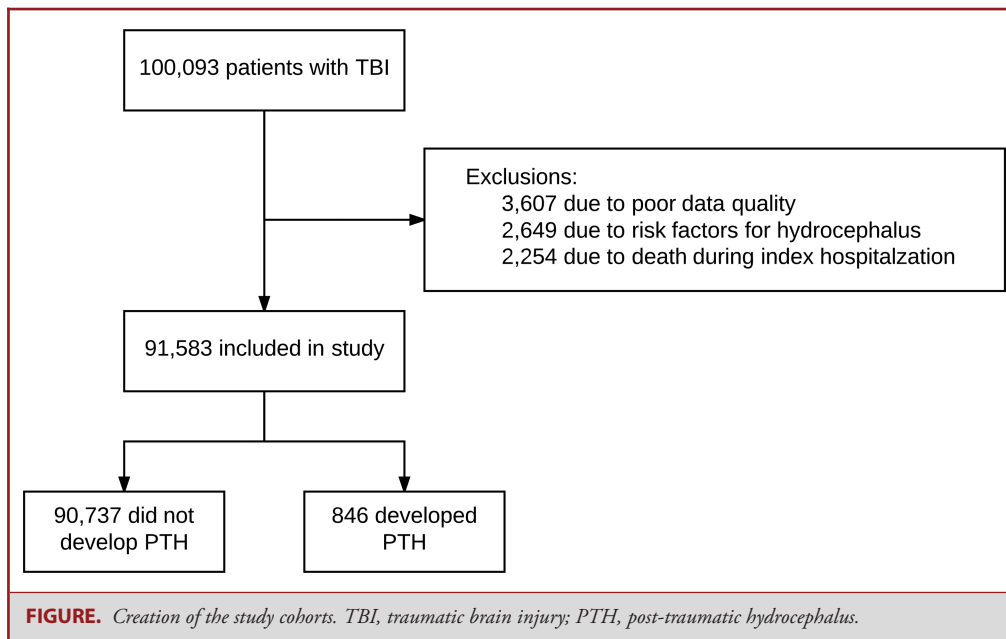 100,093 patients with TBI
Exclusions:
3,607 due to poor data quality
2,649 due to risk factors for hydrocephalus
2,254 due to death during index hospitalzation
91,583 included in study
90,737 did not
develop PTH
846 developed
PTH
FIGURE. Creation of the study cohorts. TBI, traumatic brain injury; PTH, post-traumatic hydrocephalus.